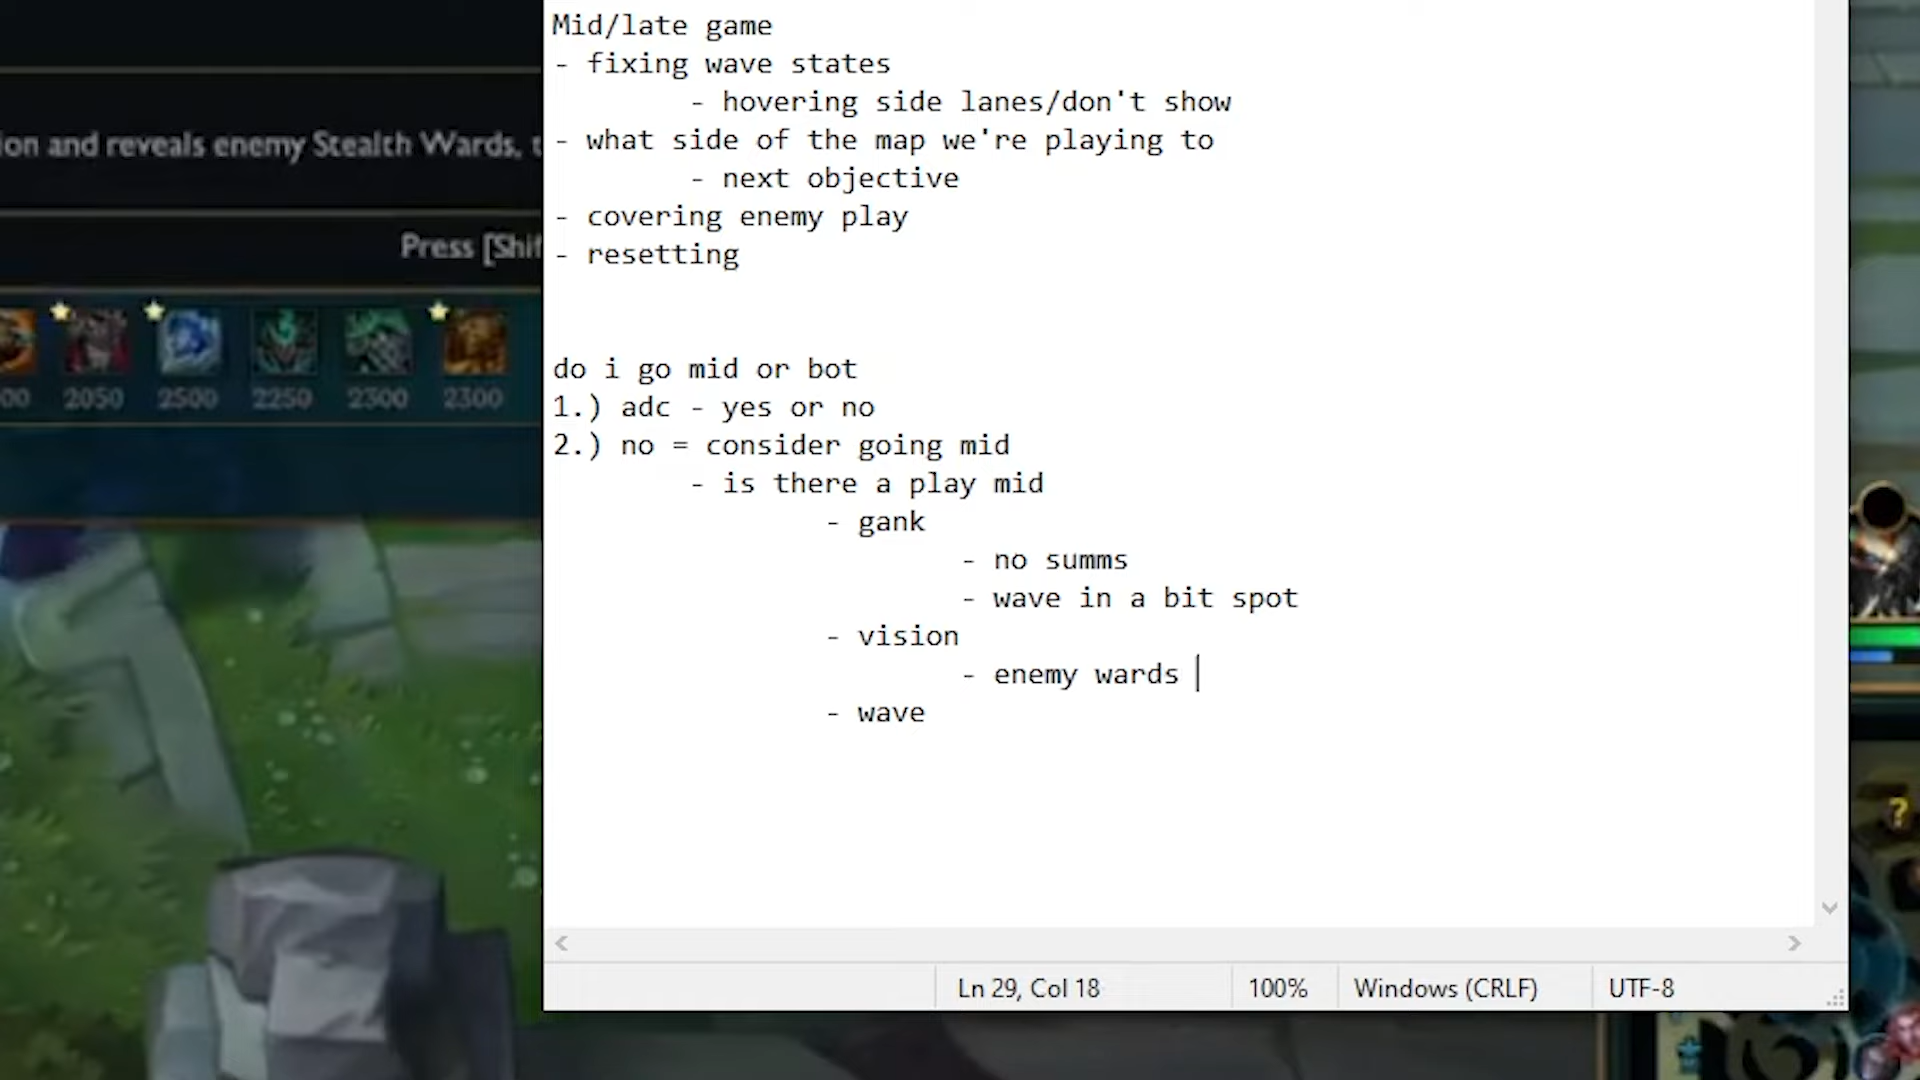 Mid/late game
- fixing wave states
- hovering side lanes/don't show
- what side of the map we're playing to
- next objective
- covering enemy play
- resetting
ion and reveals enemy Stealth Wards,
Press [Shif
00 2050 2500 2250 2300 2300
do i go mid or bot
1.) adc - yes or no
2.) no = consider going mid
- is there a play mid
- gank
- no summs
- wave in a bit spot
- vision
- enemy wards
- wave
?
Ln 29, Col 18 100% Windows (CRLF) UTF-8